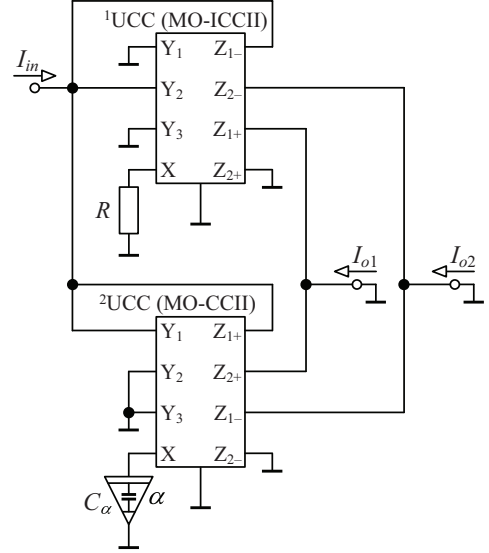 ¹UCC (MO-ICCII)
I_in
Y₁ Z₁₋
Y₂ Z₂₋
Y₃ Z₁₊
X Z₂₊
R
I_o1 I_o2
²UCC (MO-CCII)
Y₁ Z₁₊
Y₂ Z₂₊
Y₃ Z₁₋
X Z₂₋
C_α α